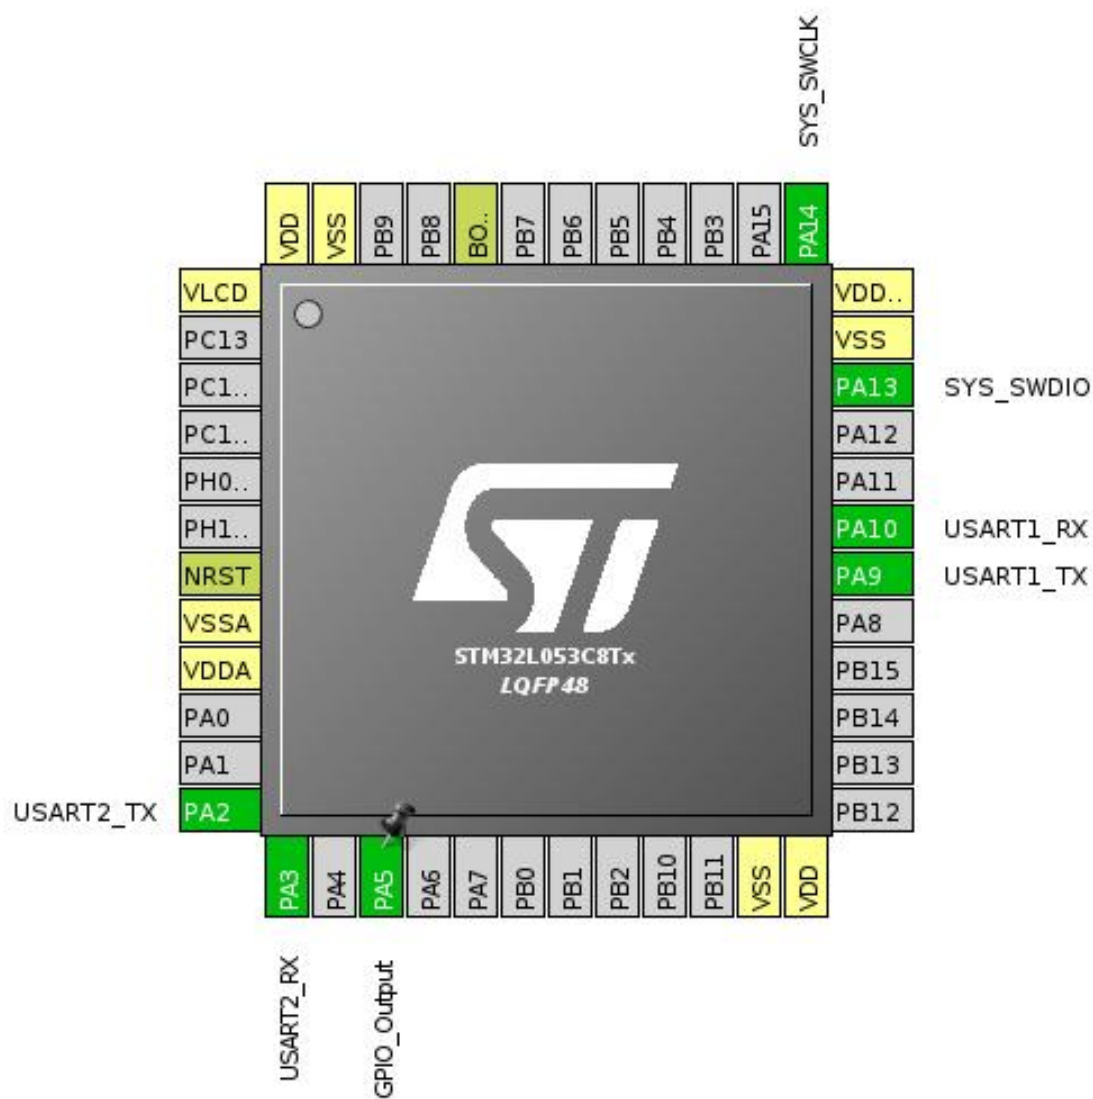 SYS_SWCLK
VDD
VSS
PB9
PB8
BO..
PB7
PB6
PB5
PB4
PB3
PA15
PA14
VLCD
PC13
PC1..
PC1..
PH0..
PH1..
NRST
VSSA
VDDA
PA0
PA1
USART2_TX PA2
VDD..
VSS
PA13 SYS_SWDIO
PA12
PA11
PA10 USART1_RX
PA9 USART1_TX
PA8
PB15
PB14
PB13
PB12
ST
STM32L053C8Tx
LQFP48
PA3
PA4
PA5
PA6
PA7
PB0
PB1
PB2
PB10
PB11
VSS
VDD
USART2_RX
GPIO_Output